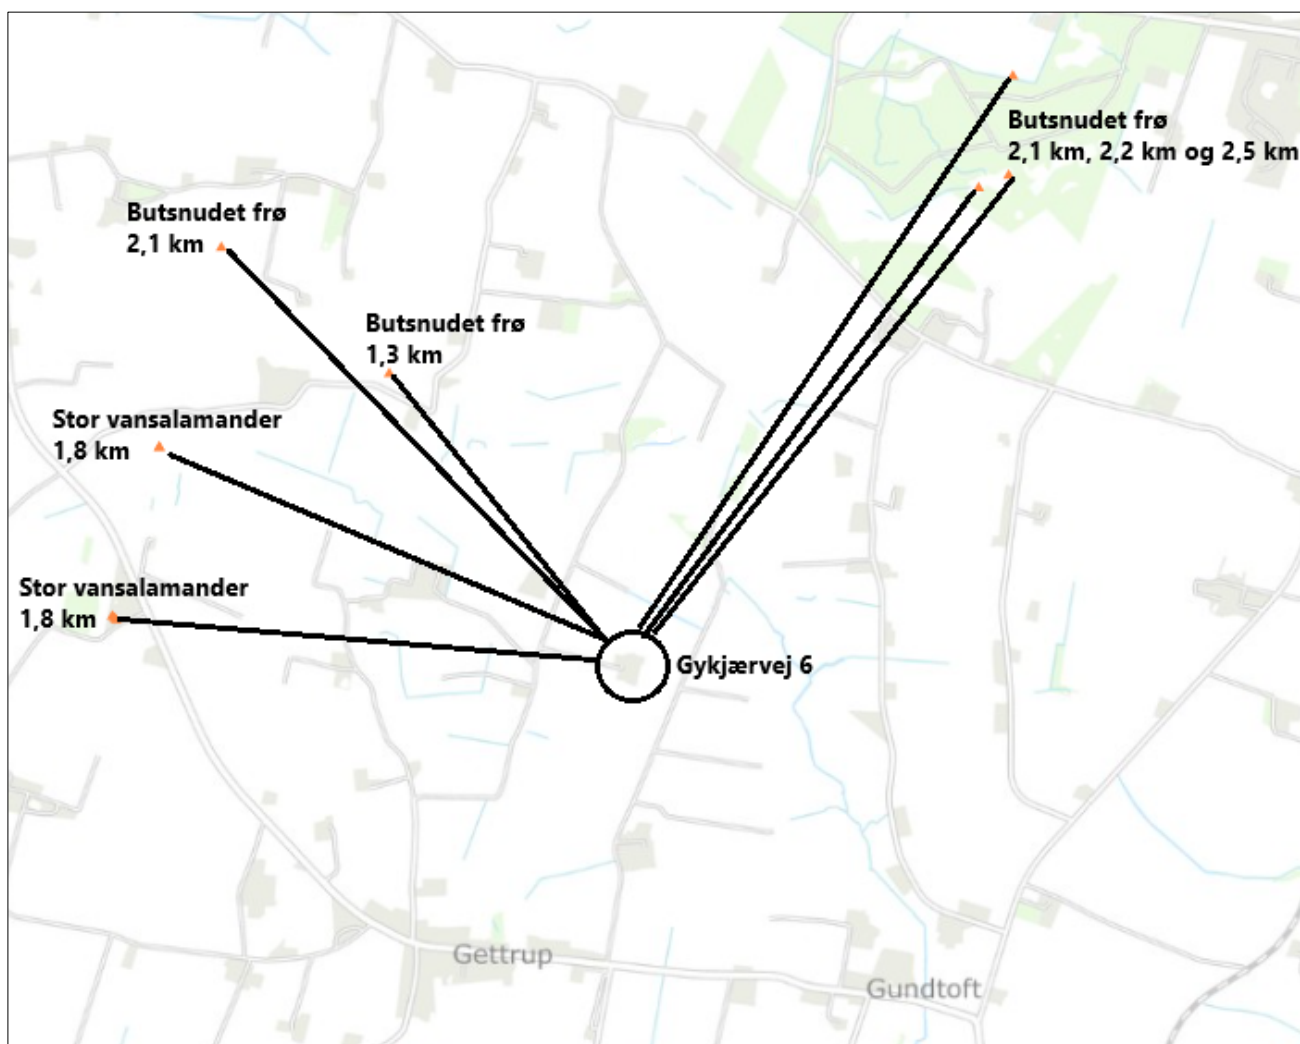 Butsnudet frø
2,1 km, 2,2 km og 2,5 km
Butsnudet frø
2,1 km
Butsnudet frø
1,3 km
Stor vansalamander
1,8 km
Stor vansalamander
1,8 km
Gykjærvej 6
Gettrup
Gundtoft